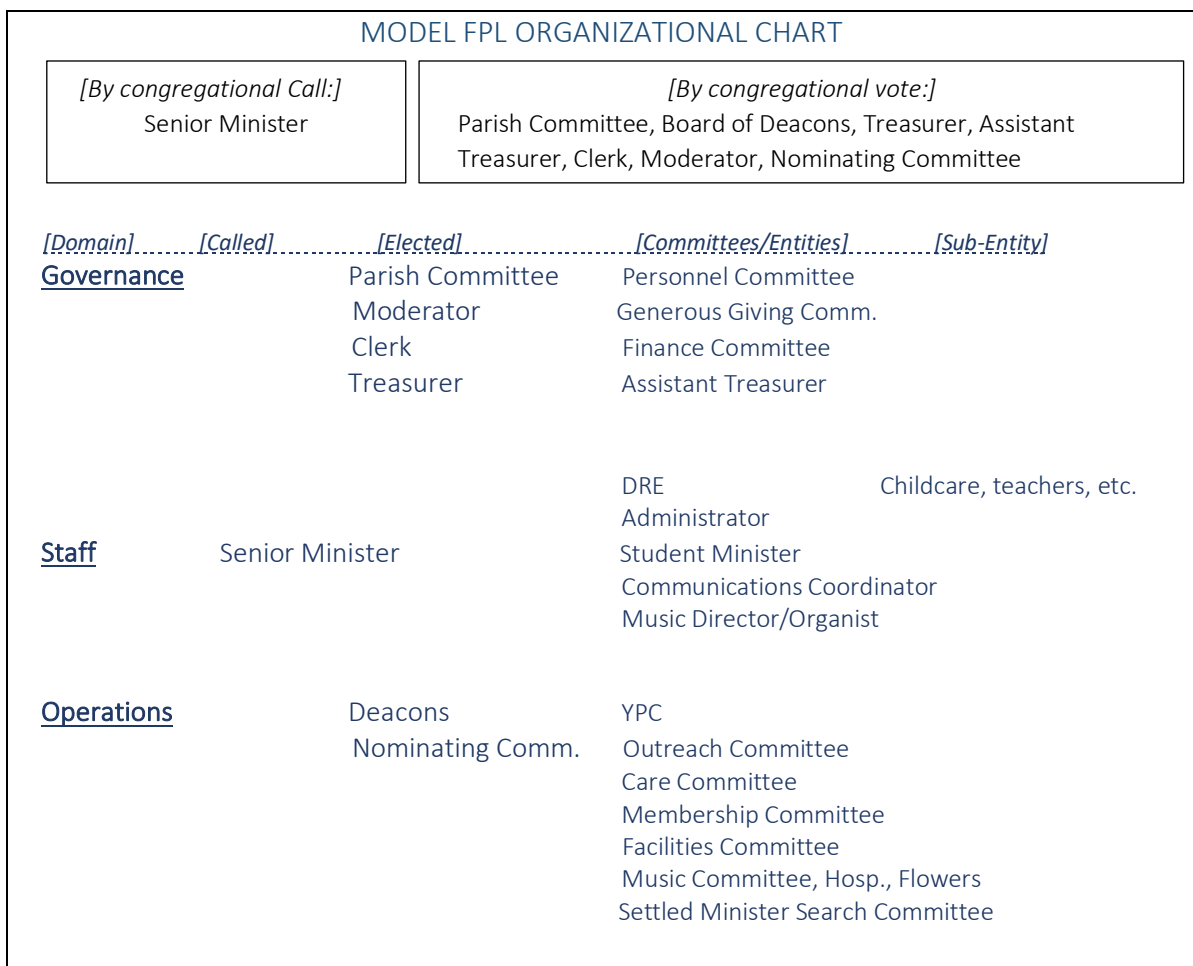 MODEL FPL ORGANIZATIONAL CHART
[By congregational Call:]
Senior Minister
[By congregational vote:]
Parish Committee, Board of Deacons, Treasurer, Assistant
Treasurer, Clerk, Moderator, Nominating Committee
[Domain] [Called] [Elected] [Committees/Entities] [Sub-Entity]
Governance Parish Committee Personnel Committee
Moderator Generous Giving Comm.
Clerk Finance Committee
Treasurer Assistant Treasurer
DRE Childcare, teachers, etc.
Administrator
Staff Senior Minister Student Minister
Communications Coordinator
Music Director/Organist
Operations Deacons YPC
Nominating Comm. Outreach Committee
Care Committee
Membership Committee
Facilities Committee
Music Committee, Hosp., Flowers
Settled Minister Search Committee